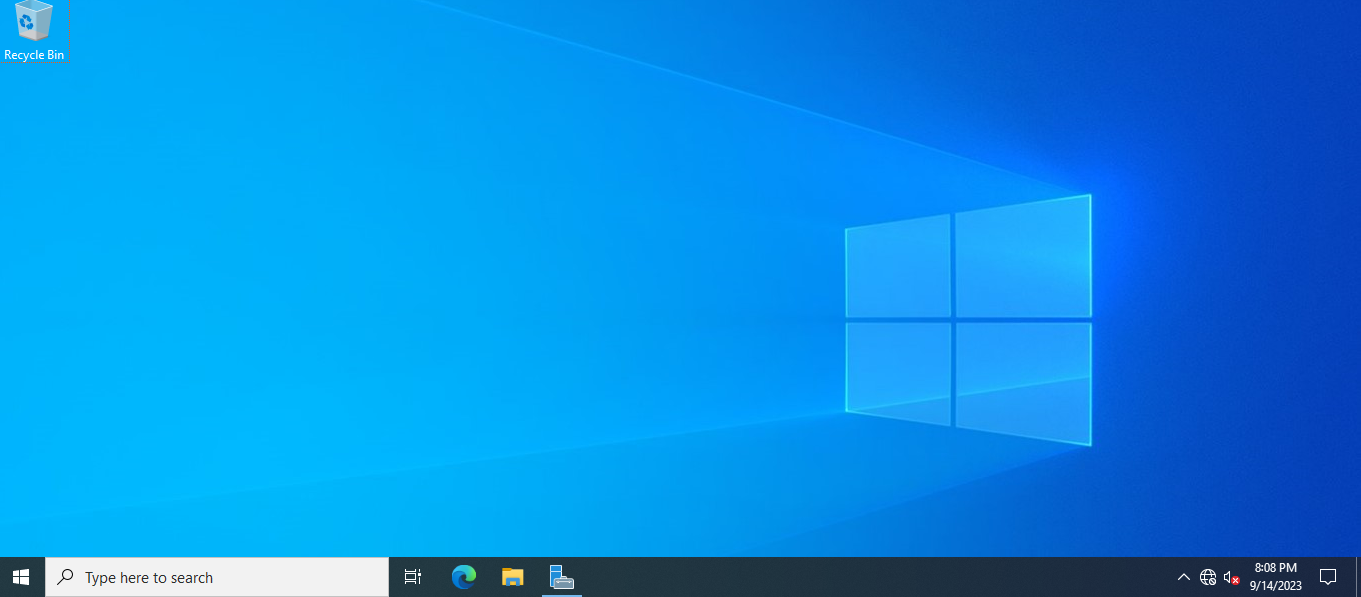 Recycle Bin
Type here to search
8:08 PM
9/14/2023